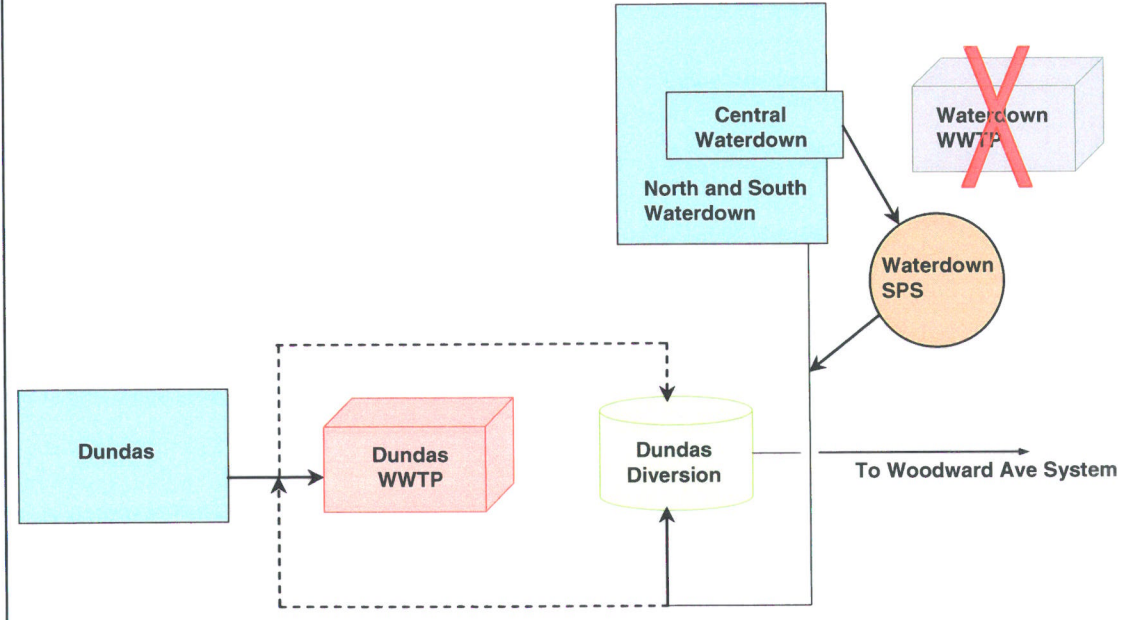 Central
Waterdown
Waterdown
WWTP
North and South
Waterdown
Waterdown
SPS
Dundas
Dundas
WWTP
Dundas
Diversion
To Woodward Ave System